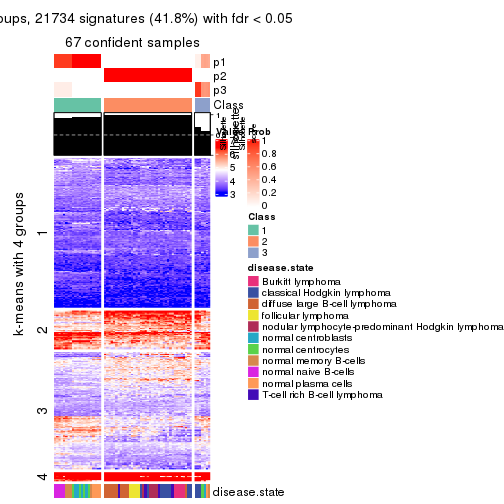 oups, 21734 signatures (41.8%) with fdr < 0.05
67 confident samples
p1
p2
p3
Class
1
Silhouette
score
Value
5
4
3
Prob
1
0.8
0.6
0.4
0.2
0
Class
1
2
3
disease.state
Burkitt lymphoma
classical Hodgkin lymphoma
diffuse large B-cell lymphoma
follicular lymphoma
nodular lymphocyte-predominant Hodgkin lymphoma
normal centroblasts
normal centrocytes
normal memory B-cells
normal naive B-cells
normal plasma cells
T-cell rich B-cell lymphoma
k-means with 4 groups
1
2
3
4
disease.state